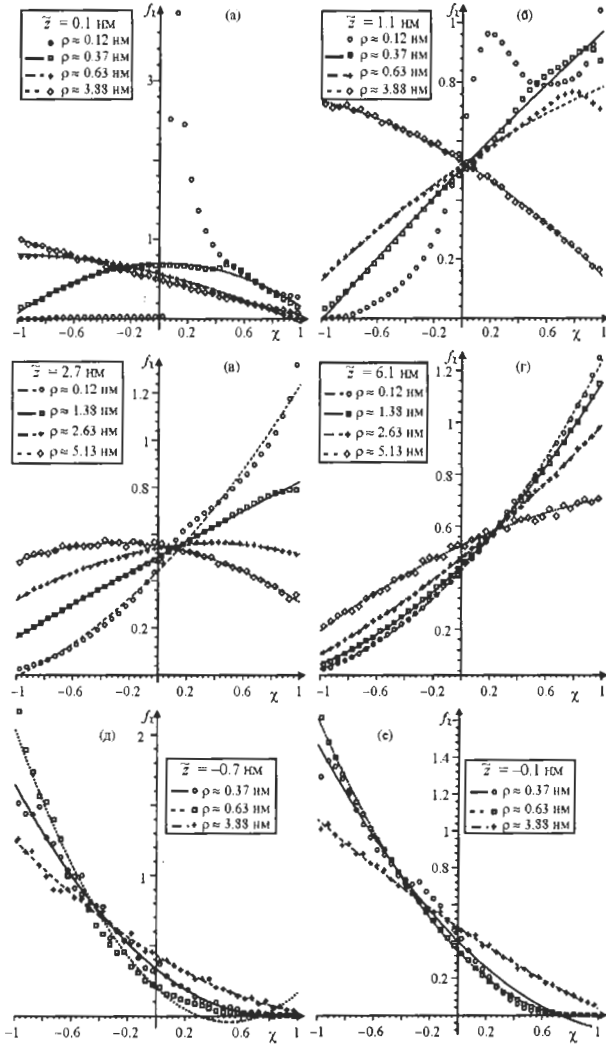 fχ
(а)
z̃ = 0.1 нм
ρ ≈ 0.12 нм
ρ ≈ 0.37 нм
ρ ≈ 0.63 нм
ρ ≈ 3.88 нм
3
1
−1 −0.6 −0.2 0 0.2 0.6 1
χ
fχ
(б)
z̃ = 1.1 нм
ρ ≈ 0.12 нм
ρ ≈ 0.37 нм
ρ ≈ 0.63 нм
ρ ≈ 3.88 нм
1
0.8
0.2
−1 −0.6 −0.2 0 0.2 0.6 1
χ
fχ
(в)
z̃ = 2.7 нм
ρ ≈ 0.12 нм
ρ ≈ 1.38 нм
ρ ≈ 2.63 нм
ρ ≈ 5.13 нм
1.2
1
0.8
0.2
−1 −0.6 −0.2 0 0.2 0.6 1
χ
fχ
(г)
z̃ = 6.1 нм
ρ ≈ 0.12 нм
ρ ≈ 1.38 нм
ρ ≈ 2.63 нм
ρ ≈ 5.13 нм
1.2
1
0.8
0.6
0.2
−1 −0.6 −0.2 0 0.2 0.6 1
χ
fχ
(д)
z̃ = −0.7 нм
ρ ≈ 0.37 нм
ρ ≈ 0.63 нм
ρ ≈ 3.88 нм
2
1
−1 −0.6 −0.2 0 0.2 0.6 1
χ
fχ
(е)
z̃ = −0.1 нм
ρ ≈ 0.37 нм
ρ ≈ 0.63 нм
ρ ≈ 3.88 нм
1.4
1.2
1
0.8
0.2
−1 −0.6 −0.2 0 0.2 0.6 1
χ